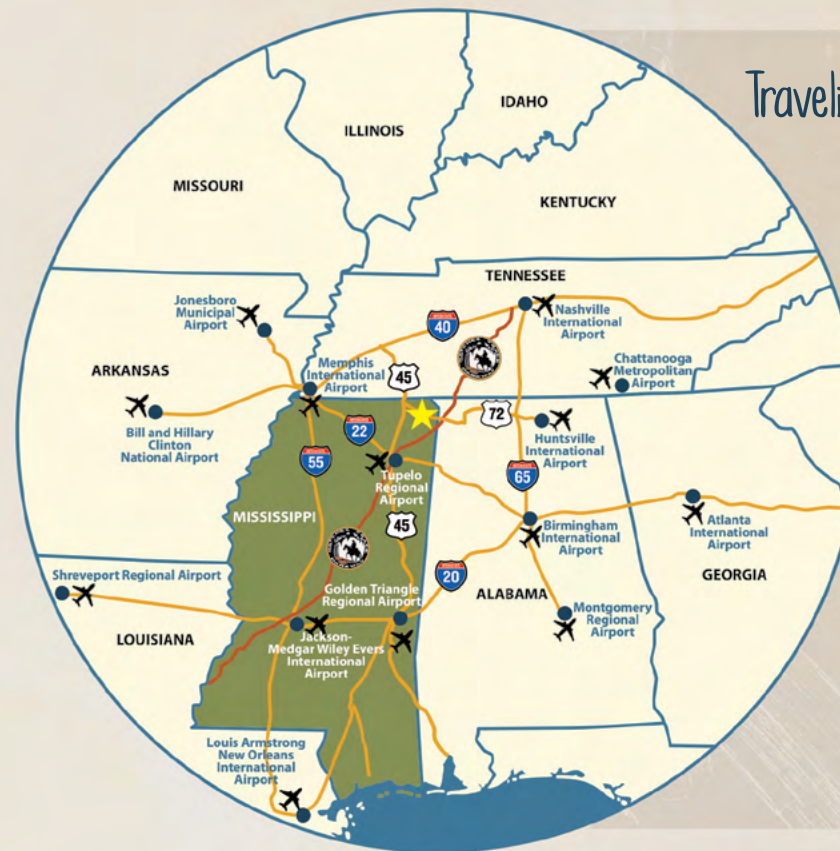 Traveli
IDAHO
ILLINOIS
MISSOURI
KENTUCKY
TENNESSEE
Jonesboro
Municipal
Airport
Nashville
International
Airport
40
ARKANSAS
Memphis
International
Airport
45
Chattanooga
Metropolitan
Airport
Bill and Hillary
Clinton
National Airport
22
72
Huntsville
International
Airport
55
65
Tupelo
Regional
Airport
MISSISSIPPI
45
Birmingham
International
Airport
Atlanta
International
Airport
GEORGIA
Shreveport Regional Airport
20
Golden Triangle
Regional Airport
ALABAMA
Montgomery
Regional
Airport
LOUISIANA
Jackson-
Medgar Wiley Evers
International
Airport
Louis Armstrong
New Orleans
International
Airport